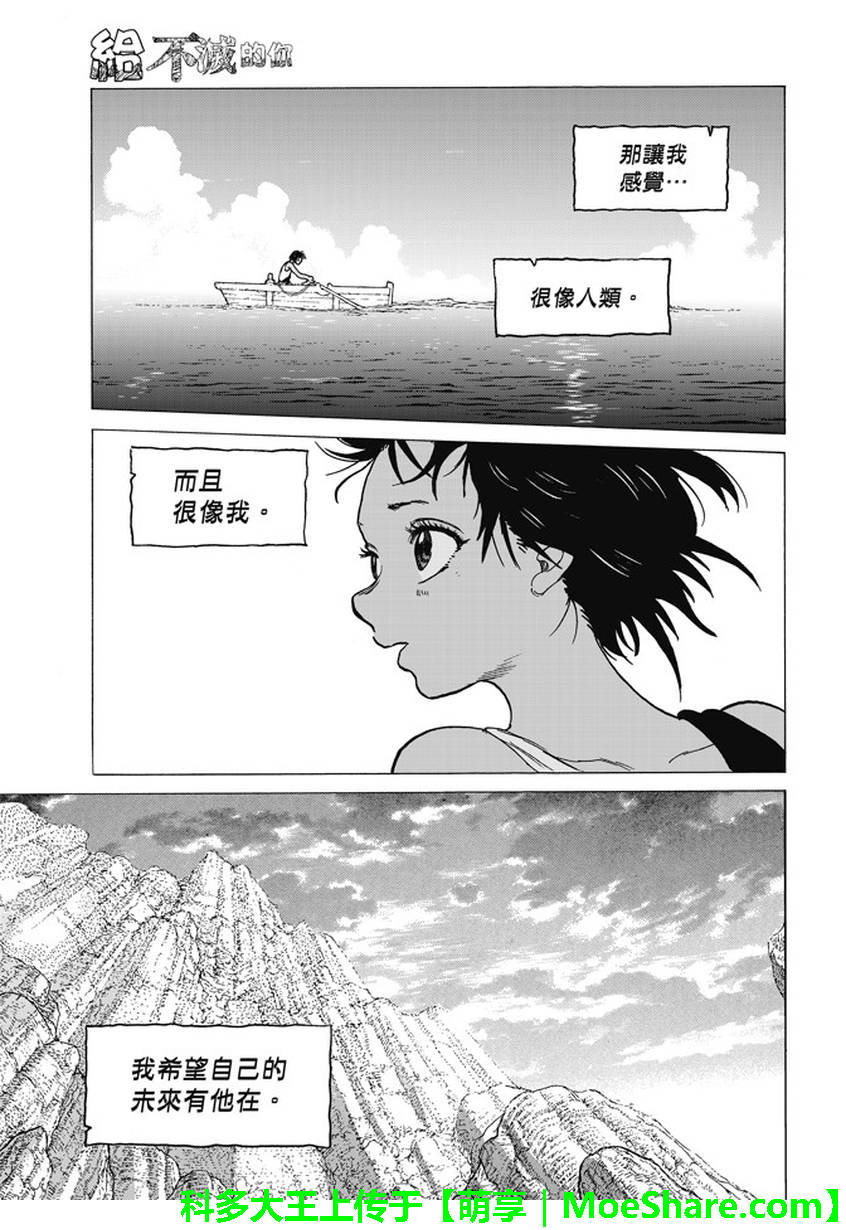 給不滅的你
那讓我
感覺…
很像人類。
而且
很像我。
我希望自己的
未來有他在。
科多大王上传于【萌享｜MoeShare.com】